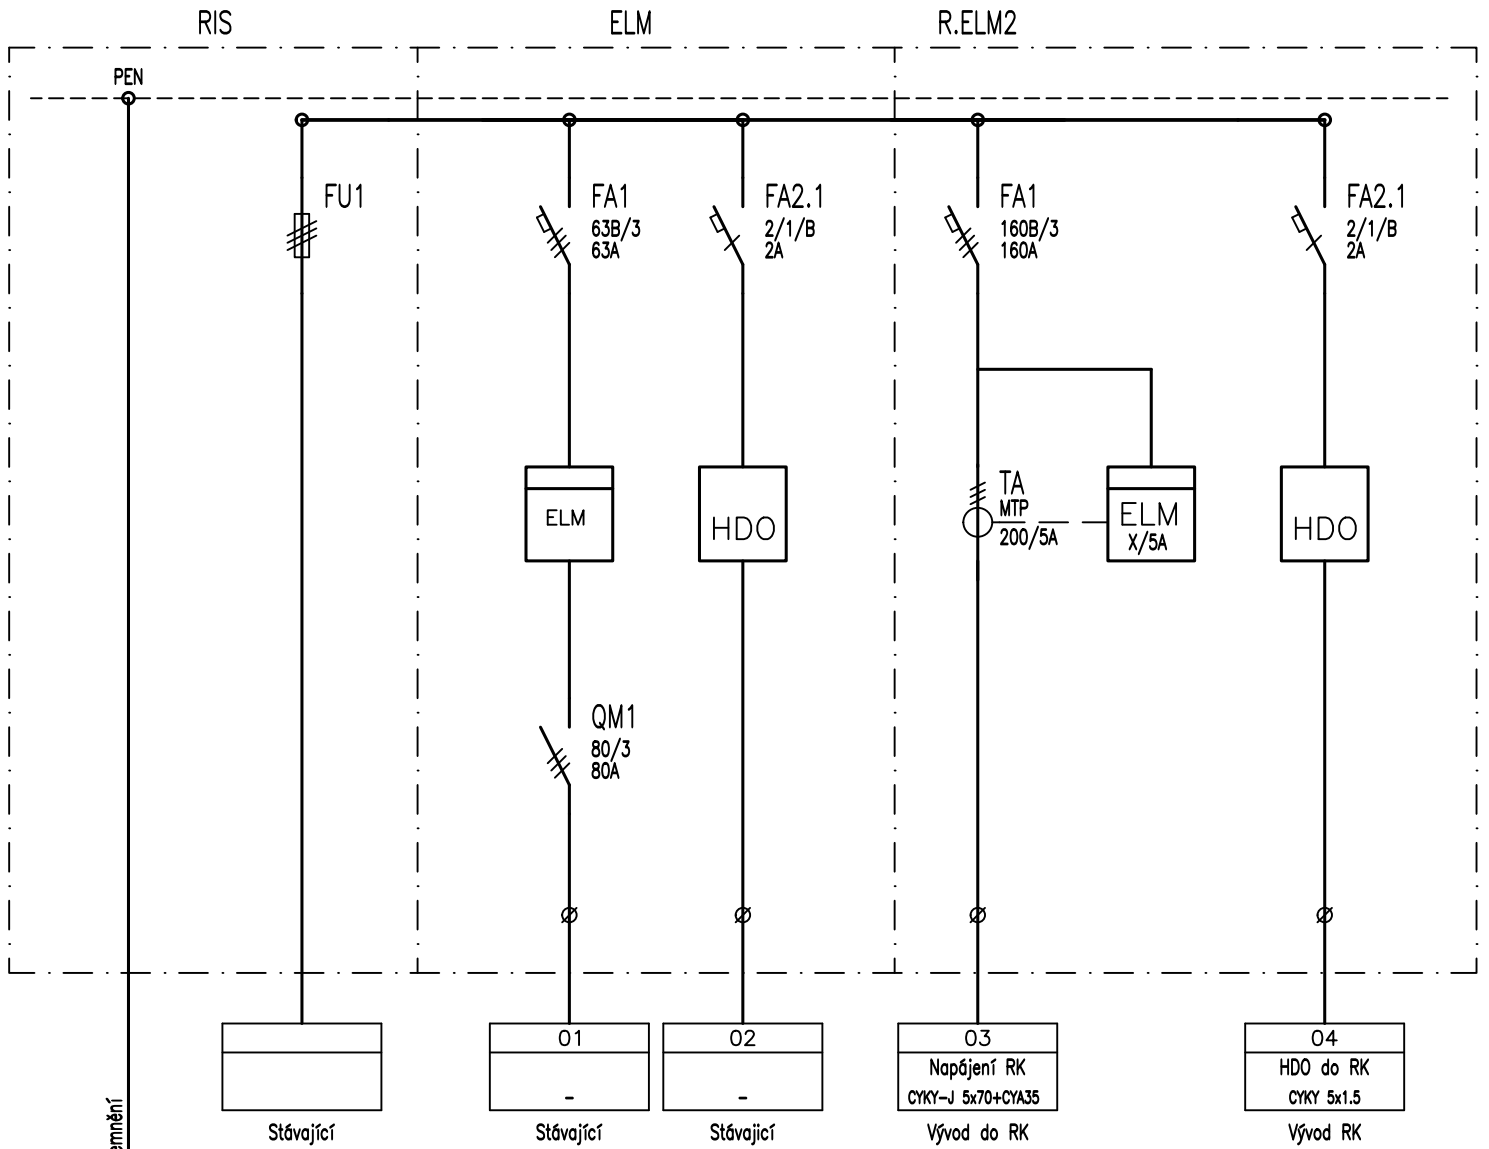 RIS
ELM
R.ELM2
PEN
FU1
FA1
63B/3
63A
FA2.1
2/1/B
2A
FA1
160B/3
160A
FA2.1
2/1/B
2A
ELM
HDO
TA
MTP
200/5A
ELM
X/5A
HDO
QM1
80/3
80A
01
-
02
-
03
Napájení RK
CYKY-J 5x70+CYA35
04
HDO do RK
CYKY 5x1.5
Stávající
Stávající
Stávajicí
Vývod do RK
Vývod RK